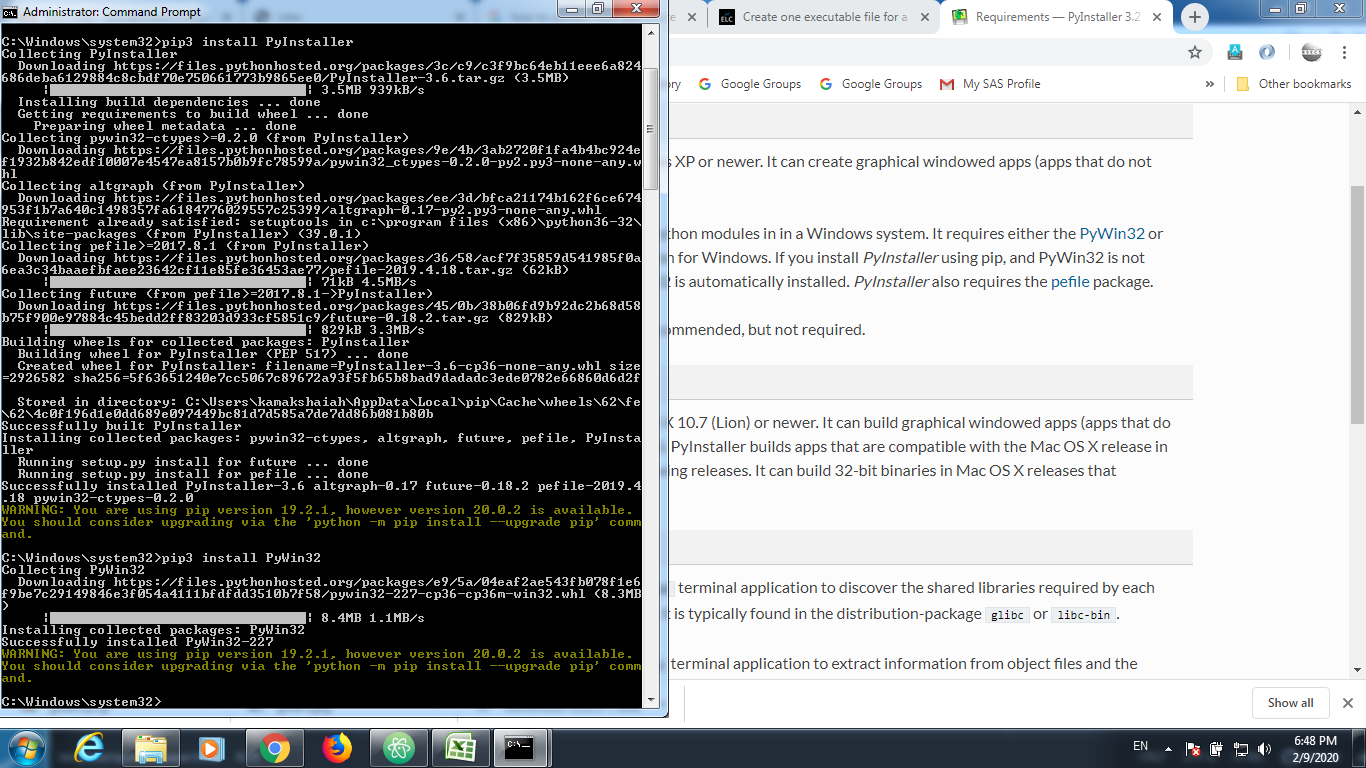 Administrator: Command Prompt
C:\Windows\system32>pip3 install PyInstaller
Collecting PyInstaller
Downloading https://files.pythonhosted.org/packages/3c/c9/c3f9bc64eb11eee6a824
686deba6129884c8cbdf70e750661773b9865ee0/PyInstaller-3.6.tar.gz (3.5MB)
3.5MB 939kB/s
Installing build dependencies ... done
Getting requirements to build wheel ... done
Preparing wheel metadata ... done
Collecting pywin32-ctypes>=0.2.0 (from PyInstaller)
Downloading https://files.pythonhosted.org/packages/9e/4b/3ab2720f1fa4b4bc924e
f1932b842edf10007e4547ea8157b0b9fc78599a/pywin32_ctypes-0.2.0-py2.py3-none-any.w
hl
Collecting altgraph (from PyInstaller)
Downloading https://files.pythonhosted.org/packages/ee/3d/bfca21174b162f6ce674
953f1b7a640c1498357fa6184776029557c25399/altgraph-0.17-py2.py3-none-any.whl
Requirement already satisfied: setuptools in c:\program files (x86)\python36-32\
lib\site-packages (from PyInstaller) (39.0.1)
Collecting pefile>=2017.8.1 (from PyInstaller)
Downloading https://files.pythonhosted.org/packages/36/58/acf7f35859d541985f0a
6ea3c34baaefbfaee23642cf11e85fe36453ae77/pefile-2019.4.18.tar.gz (62kB)
71kB 4.5MB/s
Collecting future (from pefile>=2017.8.1->PyInstaller)
Downloading https://files.pythonhosted.org/packages/45/0b/38b06fd9b92dc2b68d58
b75f900e97884c45bedd2ff83203d933cf5851c9/future-0.18.2.tar.gz (829kB)
829kB 3.3MB/s
Building wheels for collected packages: PyInstaller
Building wheel for PyInstaller (PEP 517) ... done
Created wheel for PyInstaller: filename=PyInstaller-3.6-cp36-none-any.whl size
=2926582 sha256=5f63651240e7cc5067c89672a93f5fb65b8bad9dadadc3ede0782e66860d6d2f
Stored in directory: C:\Users\kamakshaiah\AppData\Local\pip\Cache\wheels\62\fe
\62\4c0f196d1e0dd689e097449bc81d7d585a7de7dd86b081b80b
Successfully built PyInstaller
Installing collected packages: pywin32-ctypes, altgraph, future, pefile, PyInsta
ller
Running setup.py install for future ... done
Running setup.py install for pefile ... done
Successfully installed PyInstaller-3.6 altgraph-0.17 future-0.18.2 pefile-2019.4
.18 pywin32-ctypes-0.2.0
WARNING: You are using pip version 19.2.1, however version 20.0.2 is available.
You should consider upgrading via the 'python -m pip install --upgrade pip' comm
and.
C:\Windows\system32>pip3 install PyWin32
Collecting PyWin32
Downloading https://files.pythonhosted.org/packages/e9/5a/04eaf2ae543fb078f1e6
f9be7c29149846e3f054a4111bfdfdd3510b7f58/pywin32-227-cp36-cp36m-win32.whl (8.3MB
)
8.4MB 1.1MB/s
Installing collected packages: PyWin32
Successfully installed PyWin32-227
WARNING: You are using pip version 19.2.1, however version 20.0.2 is available.
You should consider upgrading via the 'python -m pip install --upgrade pip' comm
and.
C:\Windows\system32>
ELC Create one executable file for a
Requirements — PyInstaller 3.2
Google Groups
Google Groups
My SAS Profile
»
Other bookmarks
XP or newer. It can create graphical windowed apps (apps that do not
thon modules in in a Windows system. It requires either the PyWin32 or
n for Windows. If you install PyInstaller using pip, and PyWin32 is not
2 is automatically installed. PyInstaller also requires the pefile package.
ommended, but not required.
X 10.7 (Lion) or newer. It can build graphical windowed apps (apps that do
PyInstaller builds apps that are compatible with the Mac OS X release in
ing releases. It can build 32-bit binaries in Mac OS X releases that
terminal application to discover the shared libraries required by each
t is typically found in the distribution-package glibc or libc-bin.
terminal application to extract information from object files and the
Show all
EN
6:48 PM
2/9/2020